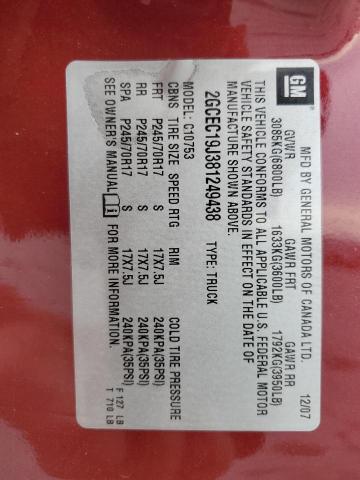 GM
MFD BY GENERAL MOTORS OF CANADA LTD. 12/07
GVWR GAWR FRT GAWR RR
3085KG(6800LB) 1633KG(3600LB) 1792KG(3950LB)
THIS VEHICLE CONFORMS TO ALL APPLICABLE U.S. FEDERAL MOTOR
VEHICLE SAFETY STANDARDS IN EFFECT ON THE DATE OF
MANUFACTURE SHOWN ABOVE.
2GCEC19J381249438 TYPE: TRUCK
MODEL: C10753
CBNS TIRE SIZE SPEED RTG RIM COLD TIRE PRESSURE
FRT P245/70R17 S 17X7.5J 240KPA(35PSI)
RR P245/70R17 S 17X7.5J 240KPA(35PSI)
SPA P245/70R17 S 17X7.5J 240KPA(35PSI)
SEE OWNER'S MANUAL FOR MORE INFORMATION.
F 127 LB
T 710 LB